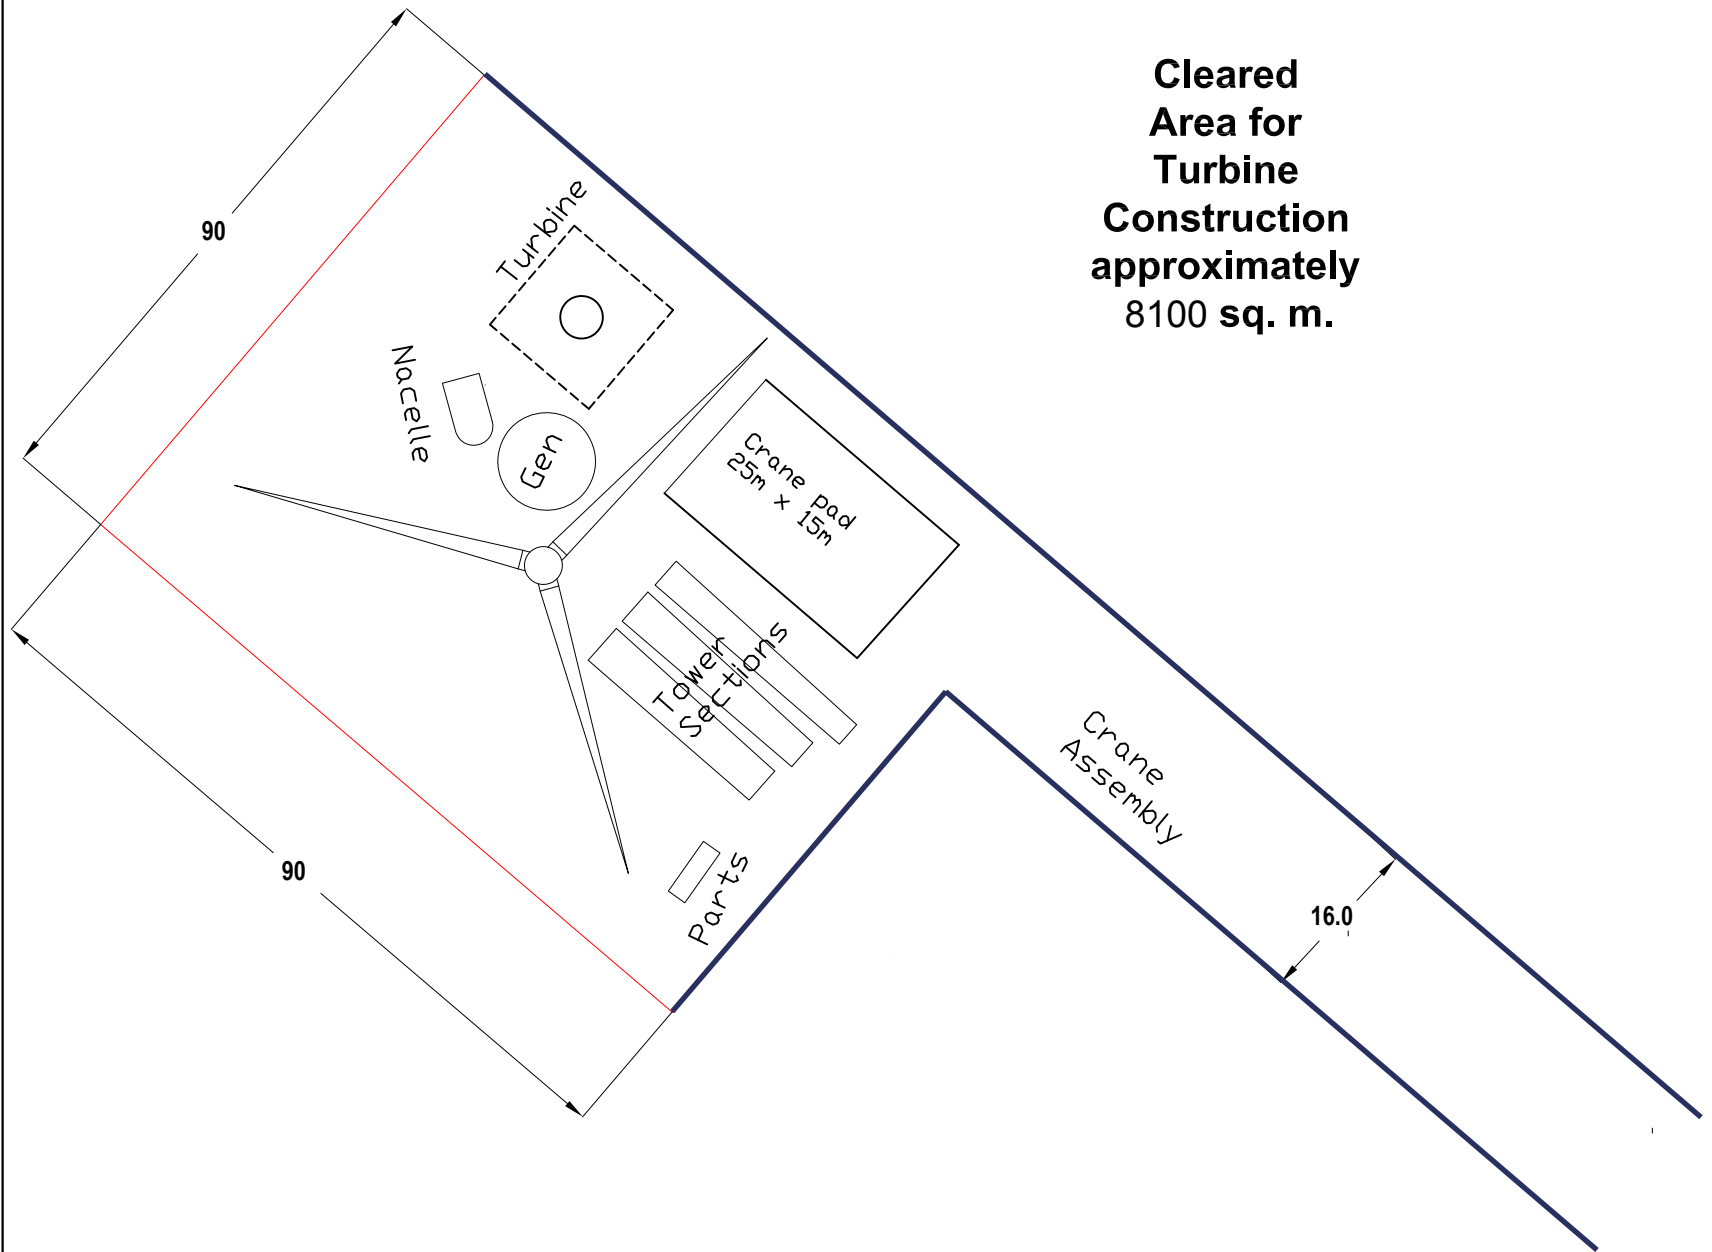 Cleared
Area for
Turbine
Construction
approximately
8100 sq. m.
90
Turbine
Nacelle
Gen
Crane pad
25m x 15m
Tower
Sections
Parts
Crane
Assembly
90
16.0